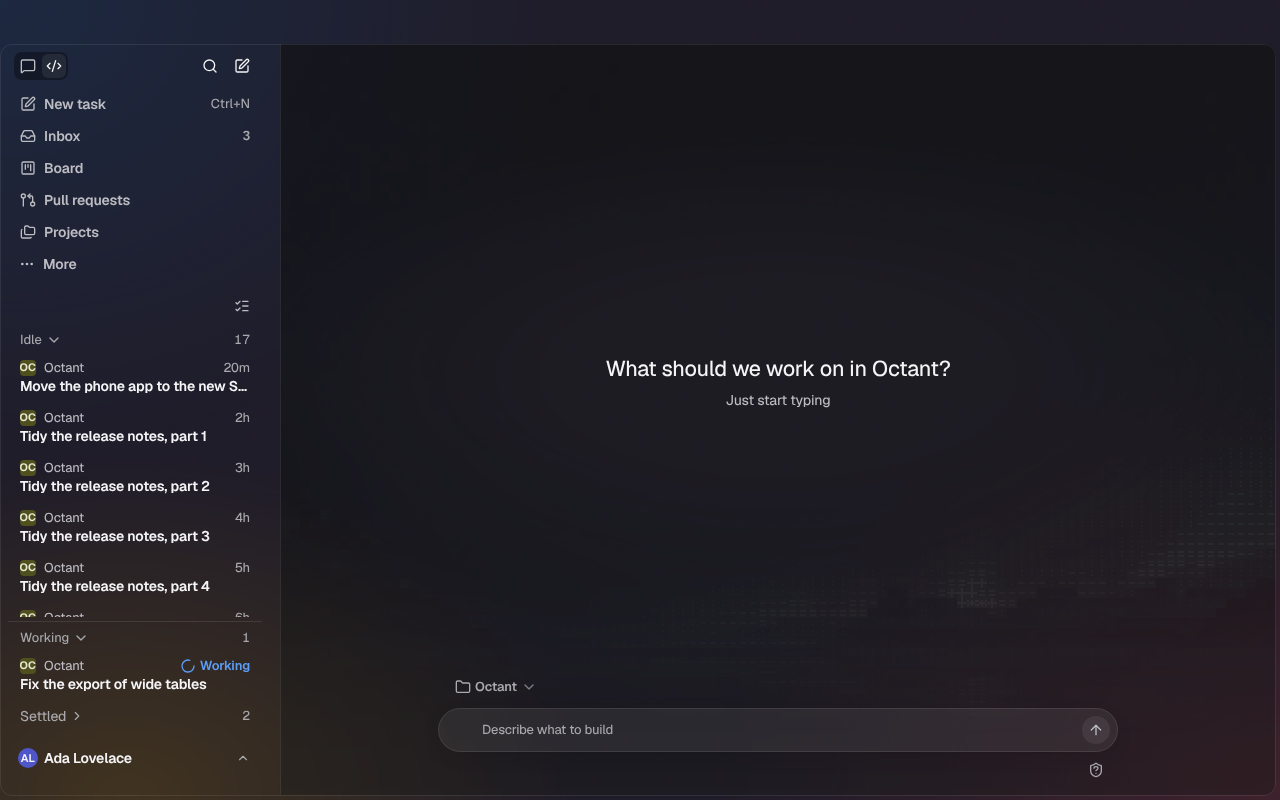 New task Ctrl+N
Inbox 3
Board
Pull requests
Projects
More
Idle 17
OC Octant 20m
Move the phone app to the new S...
OC Octant 2h
Tidy the release notes, part 1
OC Octant 3h
Tidy the release notes, part 2
OC Octant 4h
Tidy the release notes, part 3
OC Octant 5h
Tidy the release notes, part 4
OC Octant 6h
Working 1
OC Octant Working
Fix the export of wide tables
Settled 2
AL Ada Lovelace
What should we work on in Octant?
Just start typing
Octant
Describe what to build